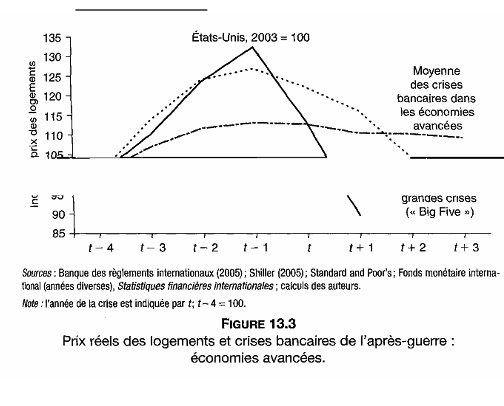 États-Unis, 2003 = 100
135
130
125
120
115
110
105
prix des logements
Moyenne
des crises
bancaires dans
les économies
avancées
95
90
85
grandes crises
(« Big Five »)
t – 4 t – 3 t – 2 t – 1 t t + 1 t + 2 t + 3
Sources : Banque des règlements internationaux (2005) ; Shiller (2005) ; Standard and Poor's ; Fonds monétaire interna-
tional (années diverses), Statistiques financières internationales ; calculs des auteurs.
Note : l'année de la crise est indiquée par t ; t – 4 = 100.
FIGURE 13.3
Prix réels des logements et crises bancaires de l'après-guerre :
économies avancées.